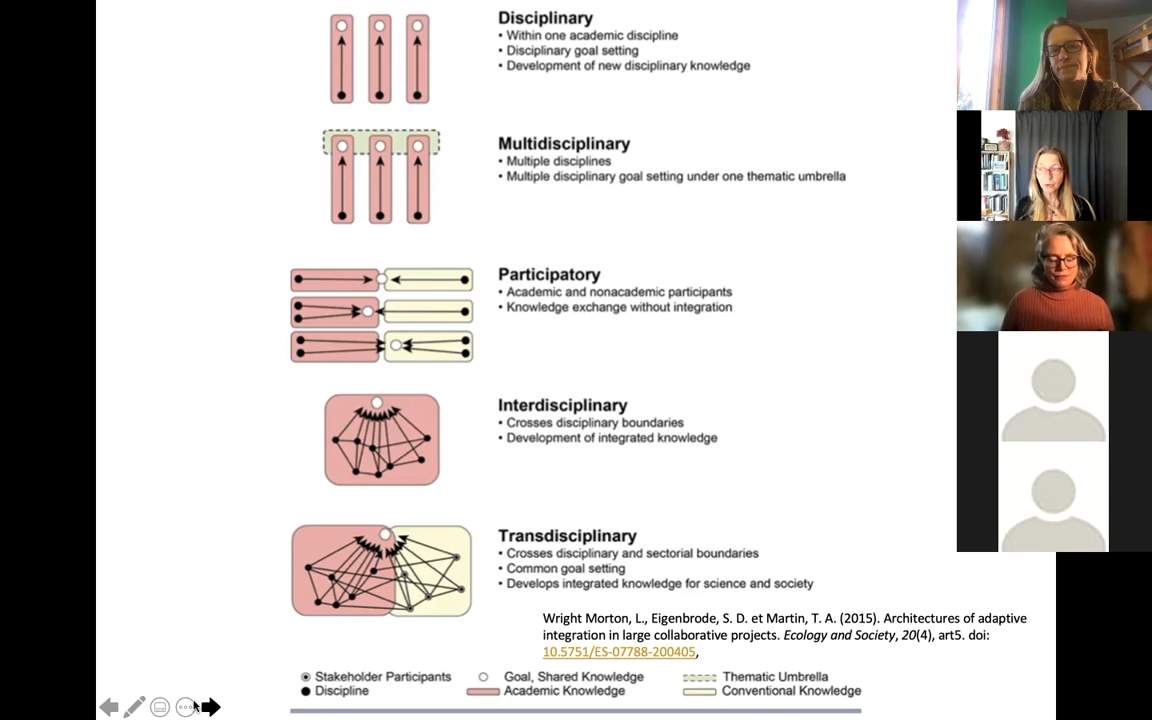 Disciplinary
• Within one academic discipline
• Disciplinary goal setting
• Development of new disciplinary knowledge
Multidisciplinary
• Multiple disciplines
• Multiple disciplinary goal setting under one thematic umbrella
Participatory
• Academic and nonacademic participants
• Knowledge exchange without integration
Interdisciplinary
• Crosses disciplinary boundaries
• Development of integrated knowledge
Transdisciplinary
• Crosses disciplinary and sectorial boundaries
• Common goal setting
• Develops integrated knowledge for science and society
Wright Morton, L., Eigenbrode, S. D. et Martin, T. A. (2015). Architectures of adaptive
integration in large collaborative projects. Ecology and Society, 20(4), art5. doi:
10.5751/ES-07788-200405,
Stakeholder Participants
Goal, Shared Knowledge
Thematic Umbrella
Discipline
Academic Knowledge
Conventional Knowledge